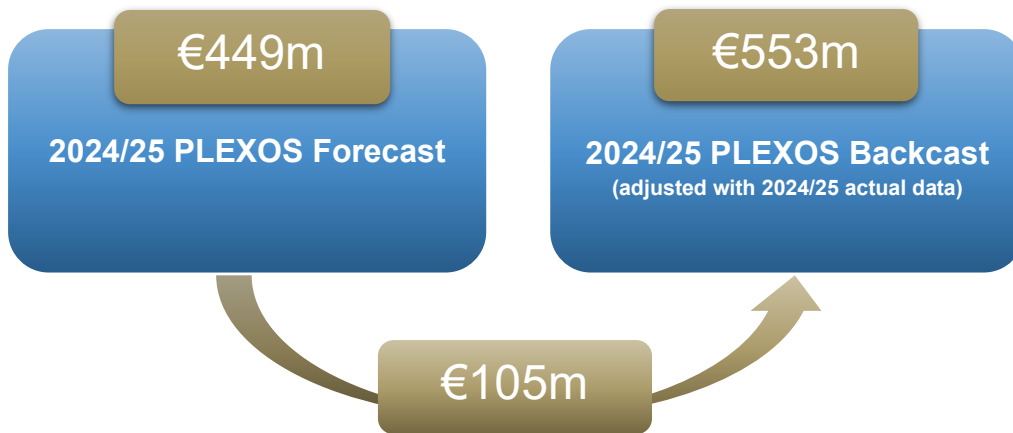 €449m
2024/25 PLEXOS Forecast
€553m
2024/25 PLEXOS Backcast
(adjusted with 2024/25 actual data)
€105m